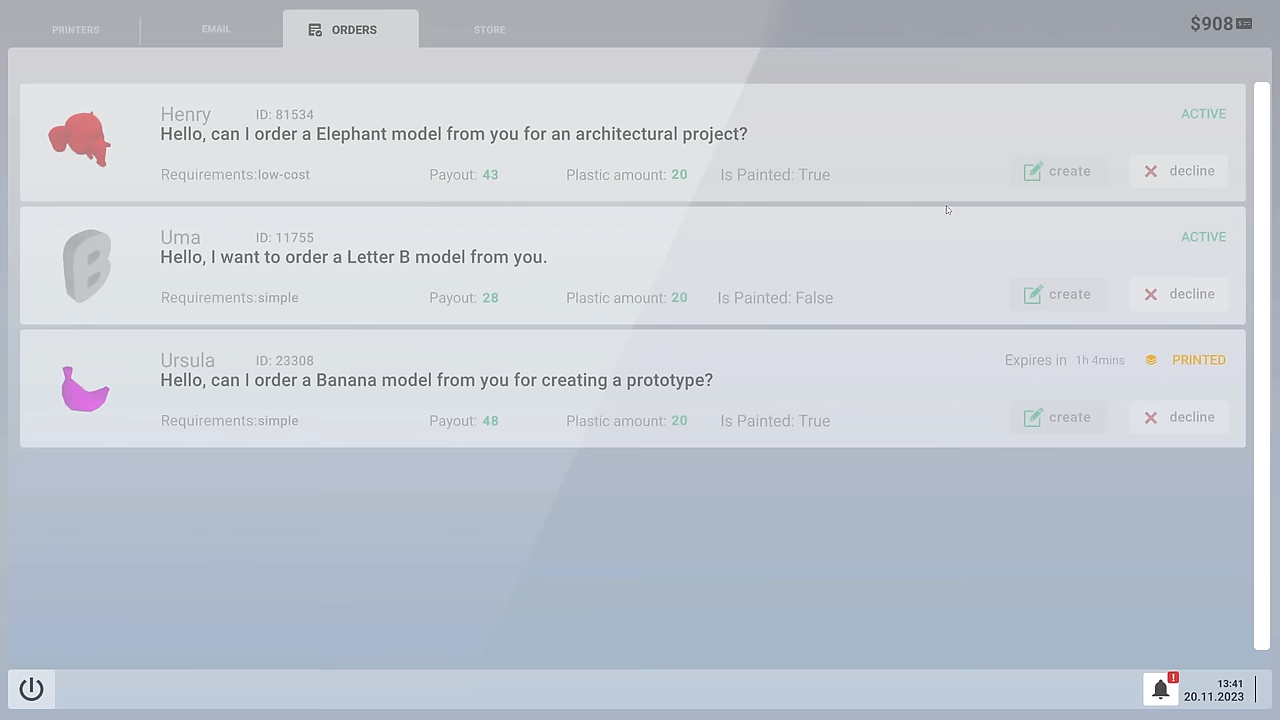 PRINTERS
EMAIL
ORDERS
STORE
$908
Henry ID: 81534
ACTIVE
Hello, can I order a Elephant model from you for an architectural project?
Requirements:low-cost Payout: 43 Plastic amount: 20 Is Painted: True create decline
Uma ID: 11755
ACTIVE
Hello, I want to order a Letter B model from you.
Requirements:simple Payout: 28 Plastic amount: 20 Is Painted: False create decline
Ursula ID: 23308
Expires in 1h 4mins PRINTED
Hello, can I order a Banana model from you for creating a prototype?
Requirements:simple Payout: 48 Plastic amount: 20 Is Painted: True create decline
13:41
20.11.2023